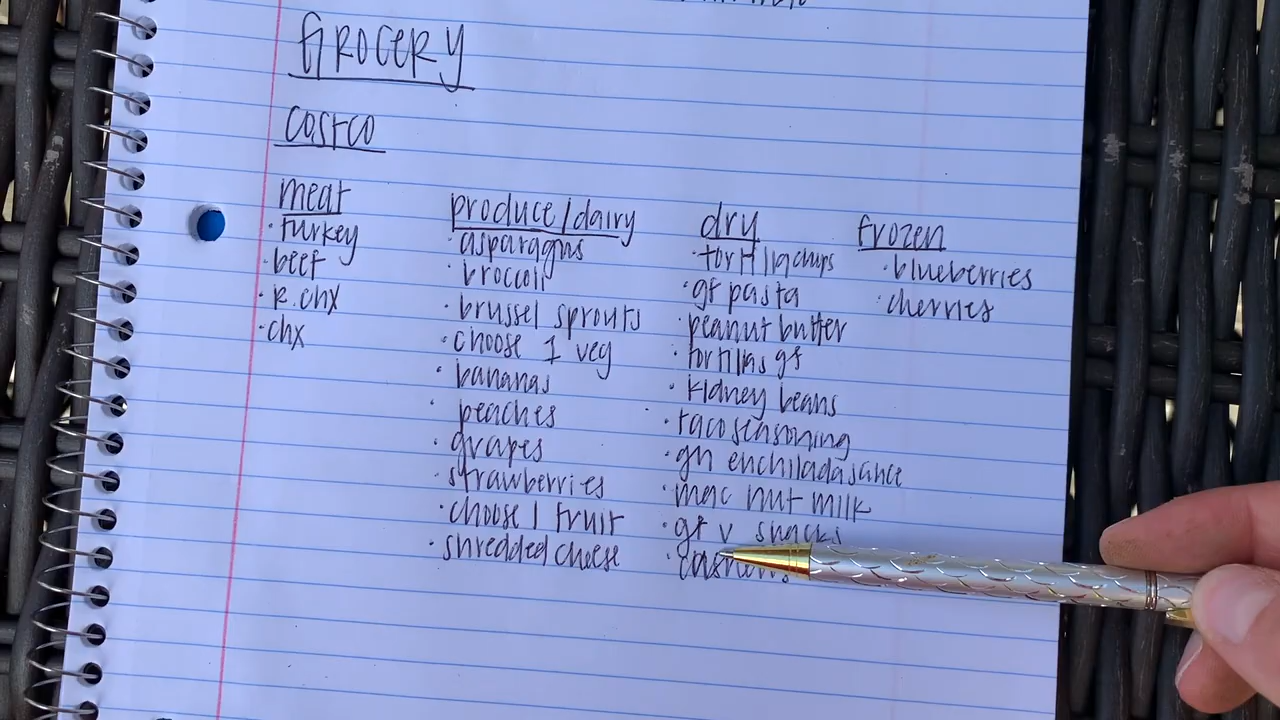 GROCERY
COSTCO
meat
· turkey
· beef
· R.chx
· chx
produce/dairy
· asparagus
· broccoli
· brussel sprouts
· choose 1 veg
· bananas
· peaches
· grapes
· strawberries
· choose 1 fruit
· shredded cheese
dry
· tortilla chips
· gf pasta
· peanut butter
· tortillas gf
· kidney beans
· taco seasoning
· gn enchilada sauce
· mac nut milk
· gf v snacks
· cashews
frozen
· blueberries
· cherries